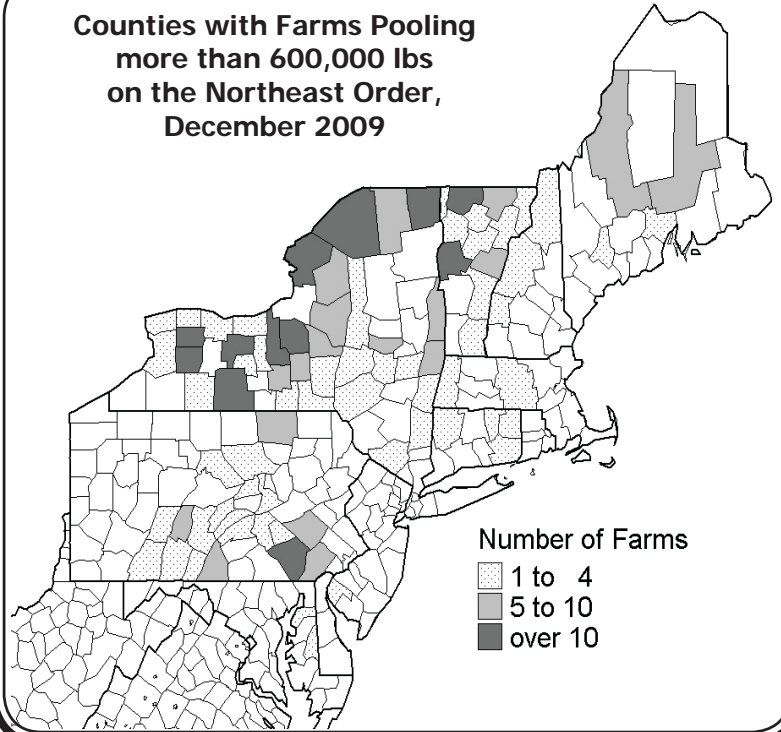 Counties with Farms Pooling
more than 600,000 lbs
on the Northeast Order,
December 2009
Number of Farms
1 to 4
5 to 10
over 10